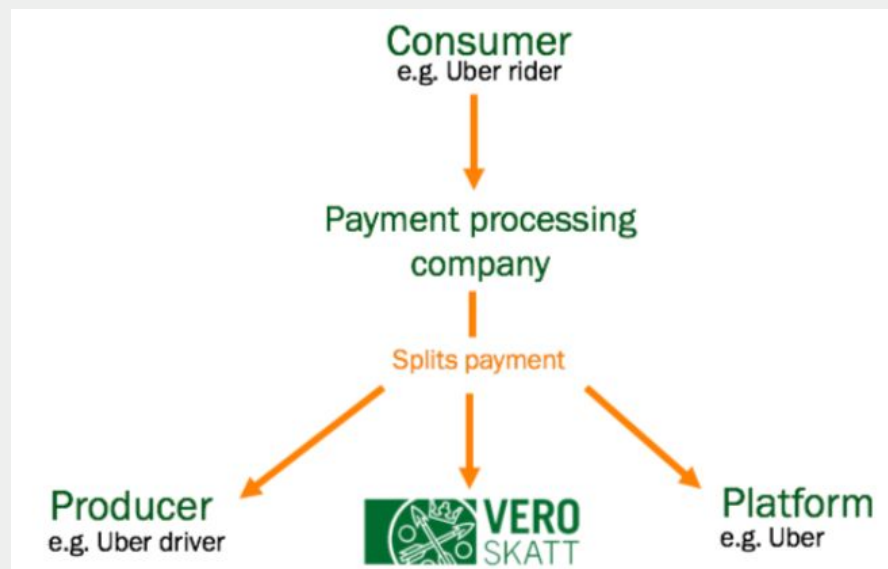 Consumer
e.g. Uber rider
Payment processing
company
Splits payment
Producer
e.g. Uber driver
VERO
SKATT
Platform
e.g. Uber